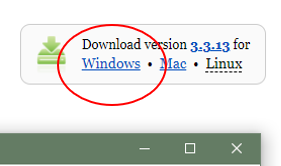 Download version 3.3.13 for
Windows • Mac • Linux